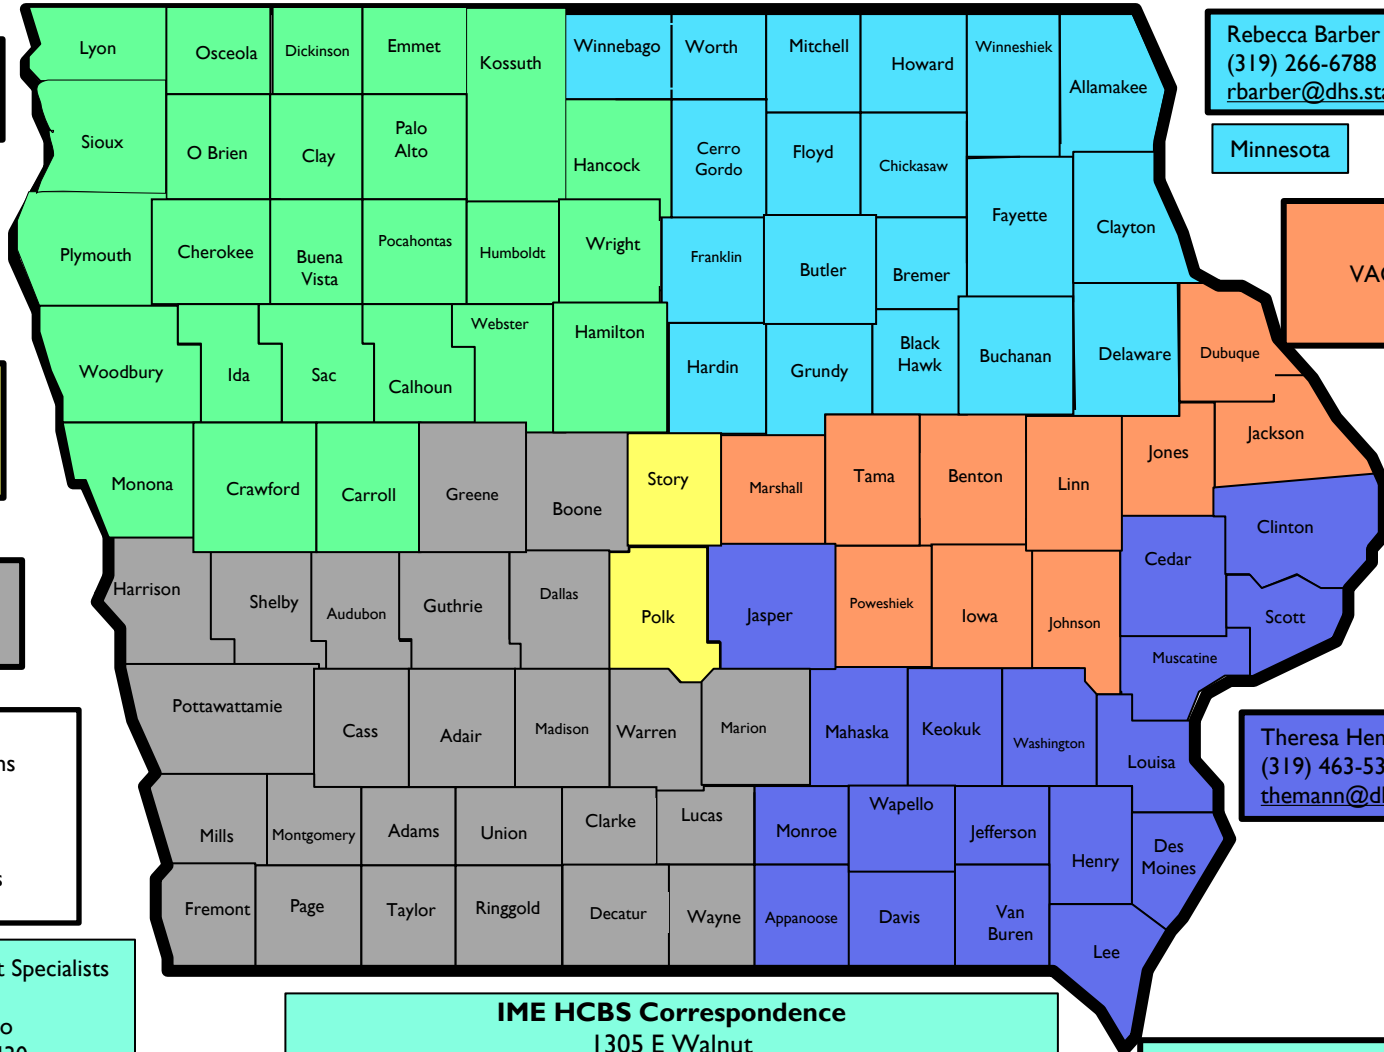 Lyon
Osceola
Dickinson
Emmet
Kossuth
Winnebago
Worth
Mitchell
Howard
Winneshiek
Allamakee
Rebecca Barber
(319) 266-6788
Minnesota
Sioux
O Brien
Clay
Palo
Alto
Hancock
Cerro
Gordo
Floyd
Chickasaw
Fayette
Clayton
Plymouth
Cherokee
Buena
Vista
Pocahontas
Humboldt
Wright
Franklin
Butler
Bremer
Woodbury
Ida
Sac
Calhoun
Webster
Hamilton
Hardin
Grundy
Black
Hawk
Buchanan
Delaware
Dubuque
Monona
Crawford
Carroll
Greene
Boone
Story
Marshall
Tama
Benton
Linn
Jones
Jackson
Clinton
Cedar
Harrison
Shelby
Audubon
Guthrie
Dallas
Polk
Jasper
Poweshiek
Iowa
Johnson
Scott
Muscatine
Pottawattamie
Cass
Adair
Madison
Warren
Marion
Mahaska
Keokuk
Washington
Louisa
Theresa
(319) 463-53
Mills
Montgomery
Adams
Union
Clarke
Lucas
Monroe
Wapello
Jefferson
Henry
Des
Moines
Fremont
Page
Taylor
Ringgold
Decatur
Wayne
Appanoose
Davis
Van
Buren
Lee
Specialists
IME HCBS Correspondence
1305 E Walnut